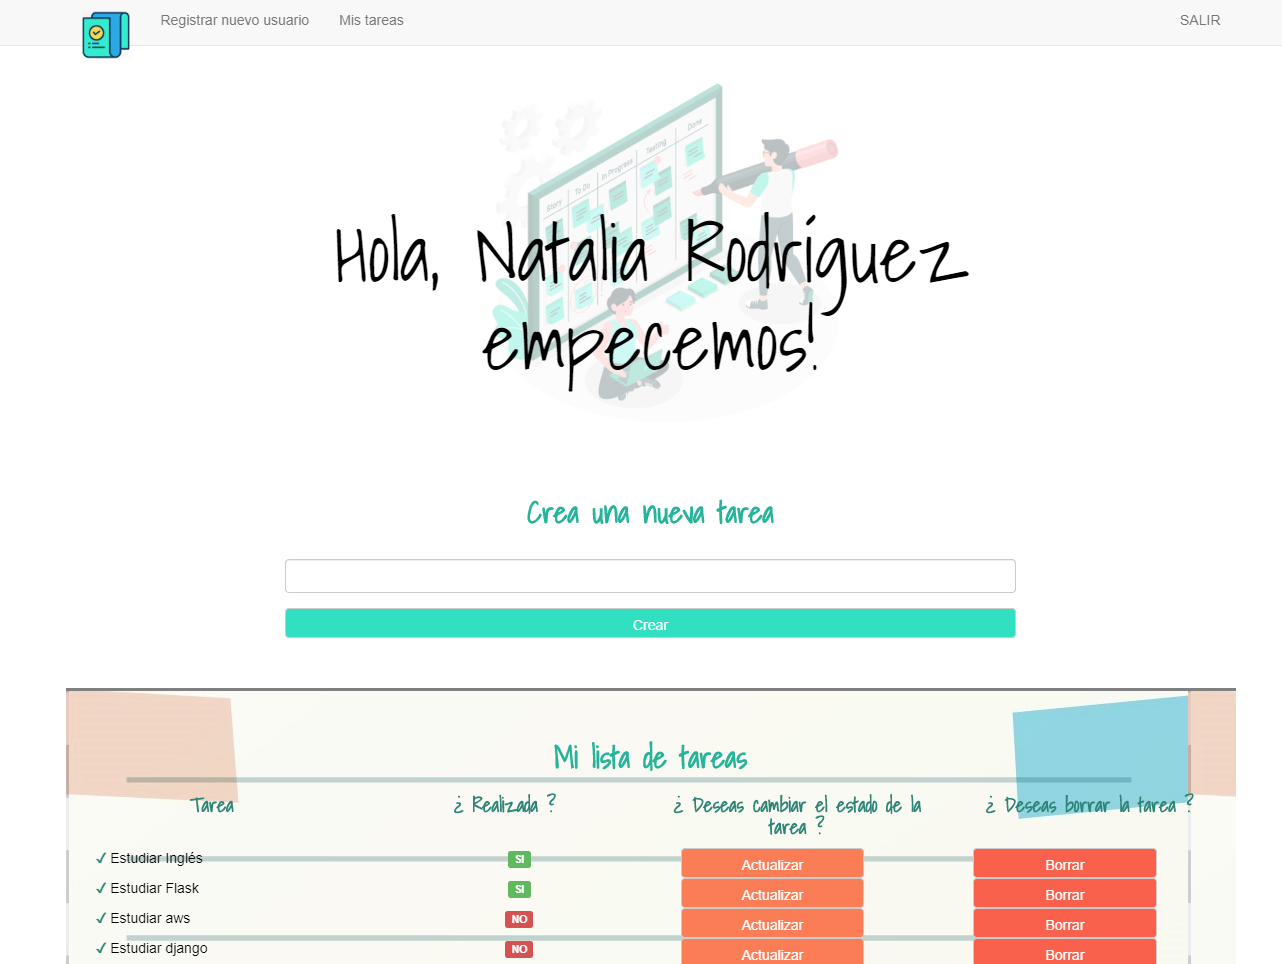 Registrar nuevo usuario
Mis tareas
SALIR
Story
To Do
In Progress
Testing
Done
Hola, Natalia Rodríguez
empecemos!
Crea una nueva tarea
Crear
Mi lista de tareas
Tarea
¿ Realizada ?
¿ Deseas cambiar el estado de la
tarea ?
¿ Deseas borrar la tarea ?
✓ Estudiar Inglés SI Actualizar Borrar
✓ Estudiar Flask SI Actualizar Borrar
✓ Estudiar aws NO Actualizar Borrar
✓ Estudiar django NO Actualizar Borrar